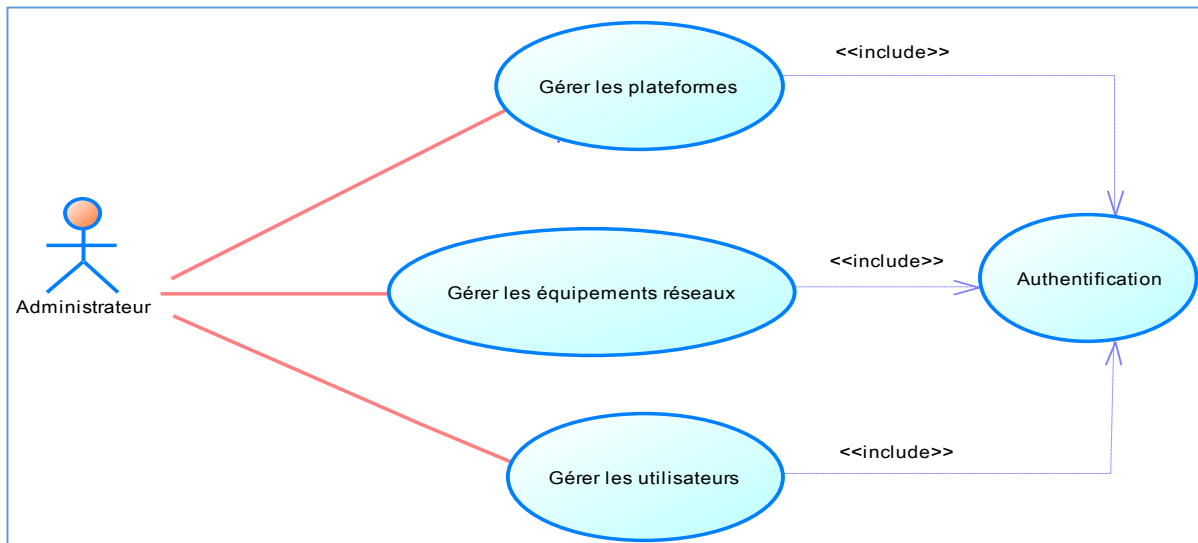 <<include>>
Gérer les plateformes
<<include>>
Authentification
Gérer les équipements réseaux
Administrateur
<<include>>
Gérer les utilisateurs